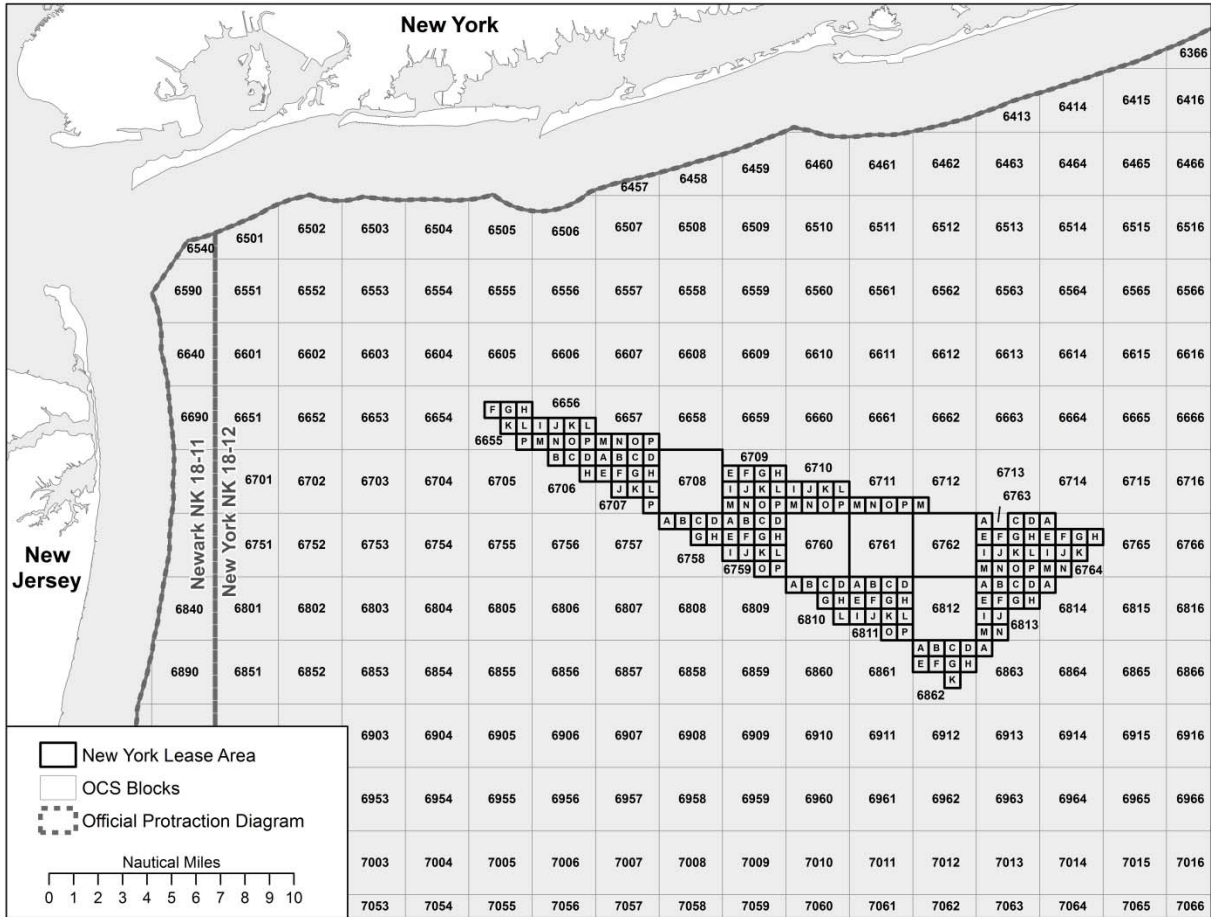 New York
6366
6413 6414 6415 6416
6457 6458 6459 6460 6461 6462 6463 6464 6465 6466
6540 6501 6502 6503 6504 6505 6506 6507 6508 6509 6510 6511 6512 6513 6514 6515 6516
6590 6551 6552 6553 6554 6555 6556 6557 6558 6559 6560 6561 6562 6563 6564 6565 6566
6640 6601 6602 6603 6604 6605 6606 6607 6608 6609 6610 6611 6612 6613 6614 6615 6616
6690 6651 6652 6653 6654 6655 6656 6657 6658 6659 6660 6661 6662 6663 6664 6665 6666
F G H
K L I J K L
P M N O P M N O P
Newark NK 18-11
New York NK 18-12
6701 6702 6703 6704 6705 6706 6707 6708 6709 6710 6711 6712 6713 6714 6715 6716
B C D A B C D
H E F G H E F G H
J K L I J K L I J K L
P M N O P M N O P M N O P M
New Jersey
6751 6752 6753 6754 6755 6756 6757 6758 6759 6760 6761 6762 6763 6764 6765 6766
A B C D A B C D A C D A
G H E F G H E F G H E F G H
I J K L I J K L I J K
O P M N O P M N
6840 6801 6802 6803 6804 6805 6806 6807 6808 6809 6810 6811 6812 6813 6814 6815 6816
A B C D A B C D A B C D A
G H E F G H E F G H
L I J K L I J
O P M N
6890 6851 6852 6853 6854 6855 6856 6857 6858 6859 6860 6861 6862 6863 6864 6865 6866
A B C D A
E F G H
K
6903 6904 6905 6906 6907 6908 6909 6910 6911 6912 6913 6914 6915 6916
6953 6954 6955 6956 6957 6958 6959 6960 6961 6962 6963 6964 6965 6966
7003 7004 7005 7006 7007 7008 7009 7010 7011 7012 7013 7014 7015 7016
7053 7054 7055 7056 7057 7058 7059 7060 7061 7062 7063 7064 7065 7066
New York Lease Area
OCS Blocks
Official Protraction Diagram
Nautical Miles
0 1 2 3 4 5 6 7 8 9 10